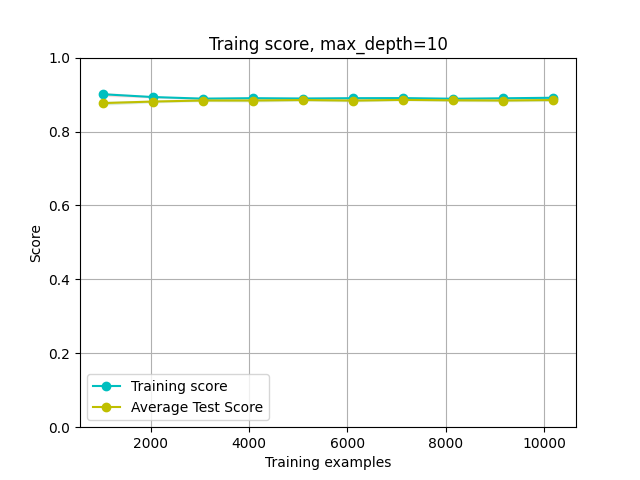 Traing score, max_depth=10
1.0
0.8
0.6
0.4
0.2
0.0
Score
Training score
Average Test Score
2000 4000 6000 8000 10000
Training examples